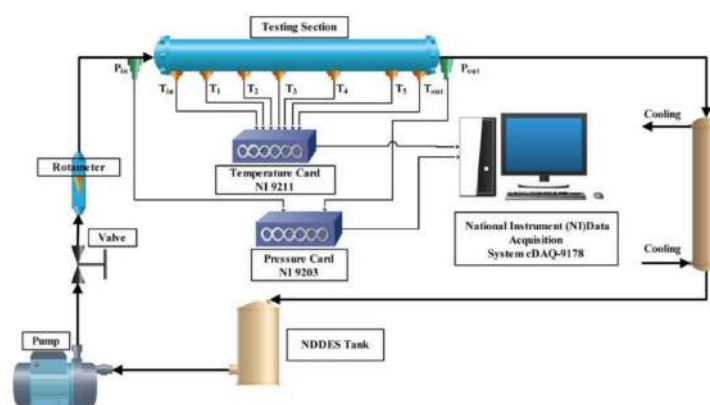 Testing Section
Pin
Pout
Tin
T1
T2
T3
T4
T5
Tout
Cooling
Rotameter
Temperature Card
NI 9211
Valve
National Instrument (NI)Data
Acquisition
System cDAQ-9178
Pressure Card
NI 9203
Cooling
Pump
NDDES Tank